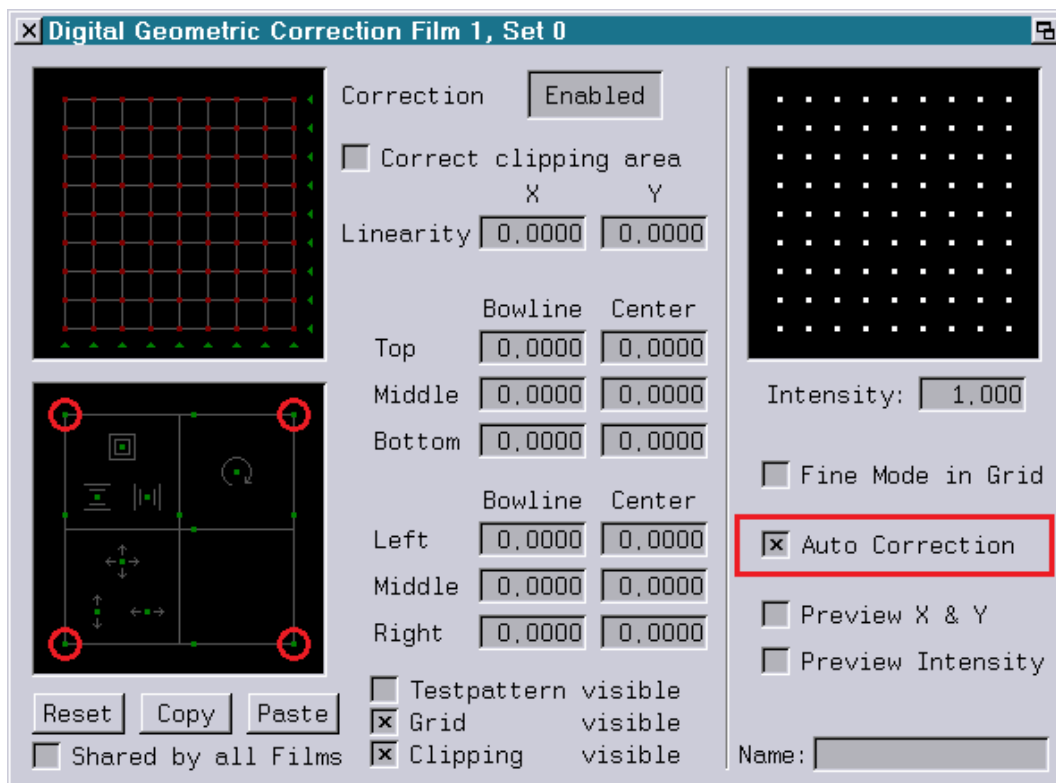 Digital Geometric Correction Film 1, Set 0
Correction Enabled
Correct clipping area
X Y
Linearity 0.0000 0.0000
Bowline Center
Top 0.0000 0.0000
Middle 0.0000 0.0000
Bottom 0.0000 0.0000
Bowline Center
Left 0.0000 0.0000
Middle 0.0000 0.0000
Right 0.0000 0.0000
Testpattern visible
Grid visible
Clipping visible
Reset Copy Paste
Shared by all Films
Intensity: 1.000
Fine Mode in Grid
Auto Correction
Preview X & Y
Preview Intensity
Name: